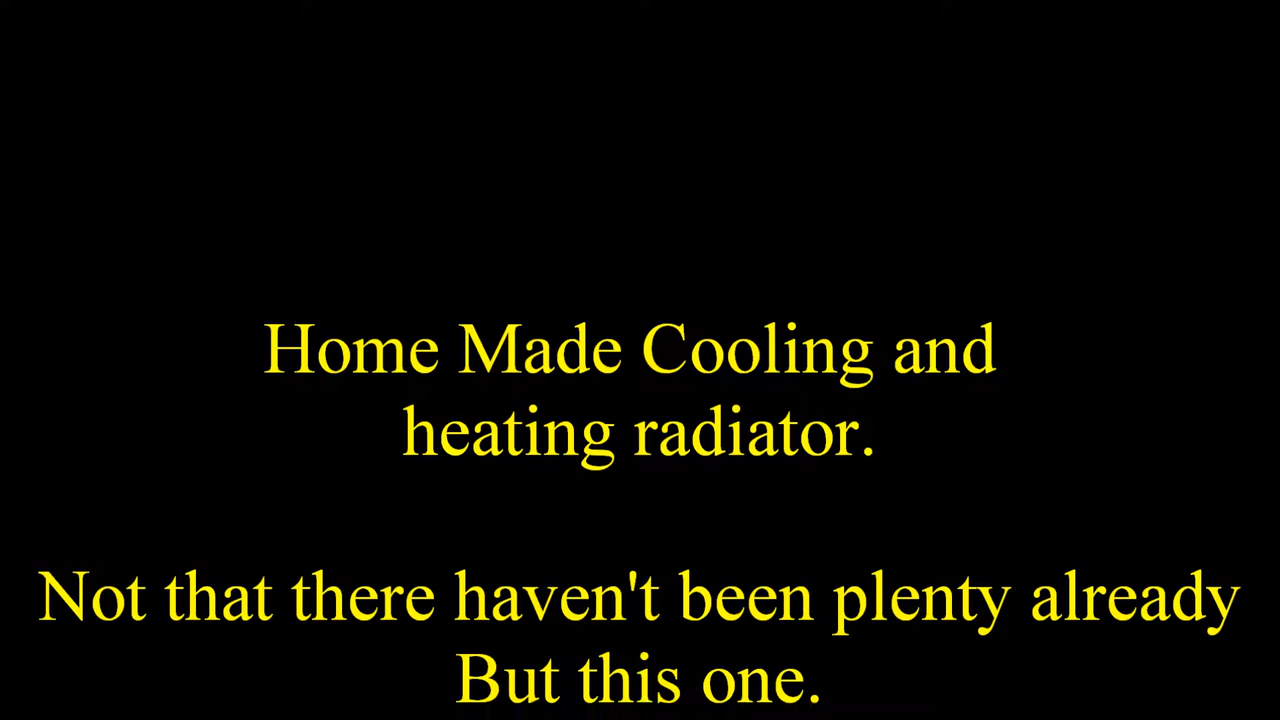 Home Made Cooling and
heating radiator.
Not that there haven't been plenty already
But this one.